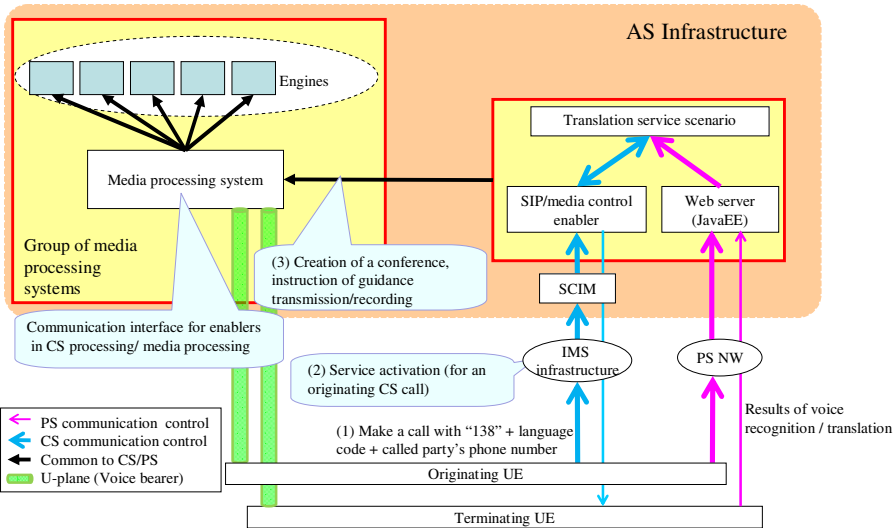 AS Infrastructure
Engines
Translation service scenario
Media processing system
SIP/media control
enabler
Web server
(JavaEE)
Group of media
processing
systems
(3) Creation of a conference,
instruction of guidance
transmission/recording
SCIM
Communication interface for enablers
in CS processing/ media processing
(2) Service activation (for an
originating CS call)
IMS
infrastructure
PS NW
PS communication control
CS communication control
Common to CS/PS
U-plane (Voice bearer)
(1) Make a call with “138” + language
code + called party’s phone number
Results of voice
recognition / translation
Originating UE
Terminating UE